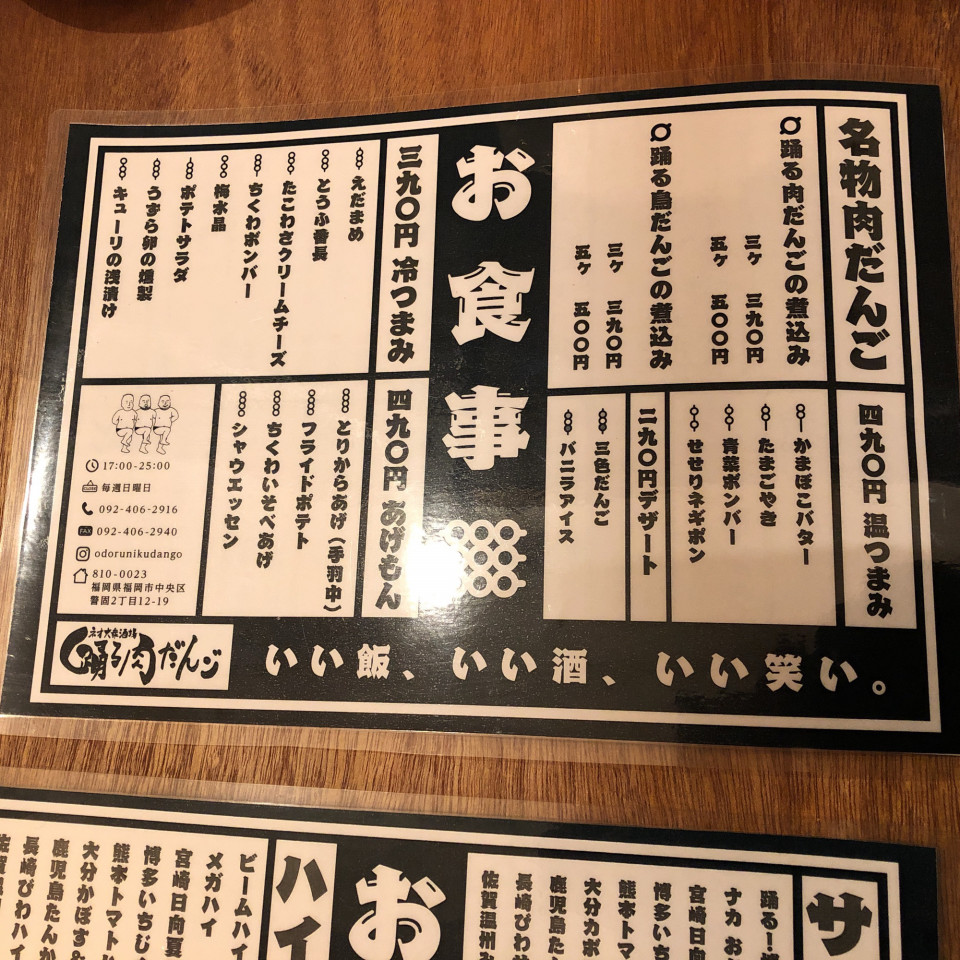 名物肉だんご
踊る肉だんごの煮込み
三ヶ 三九〇円
五ヶ 五〇〇円
踊る鳥だんごの煮込み
三ヶ 三九〇円
五ヶ 五〇〇円
四九〇円 温つまみ
かまぼこバター
たまごやき
青菜ポンバー
せせりネギポン
二九〇円デザート
三色だんご
バニラアイス
お食事
三九〇円 冷つまみ
えだまめ
とうふ番長
たこわさクリームチーズ
ちくわボンバー
梅水晶
ポテトサラダ
うずら卵の燻製
キューリの浅漬け
四九〇円 あげもん
とりからあげ（手羽中）
フライドポテト
ちくわいそべあげ
シャウエッセン
17:00-25:00
毎週日曜日
092-406-2916
FAX 092-406-2940
odorunikudango
810-0023
福岡県福岡市中央区
警固2丁目12-19
ネオ大衆酒場
踊る肉だんご
いい飯、いい酒、いい笑い。
サ
踊る！
ナカ お
宮崎日向
博多いち
熊本トマ
大分カボ
鹿児島た
長崎びわ
佐賀温州み
お
ハイ
ビームハイ
メガハイ
宮崎日向夏
博多いちじ
熊本トマト
大分かぼす
鹿児島たんか
長崎びわハイ
佐賀温州